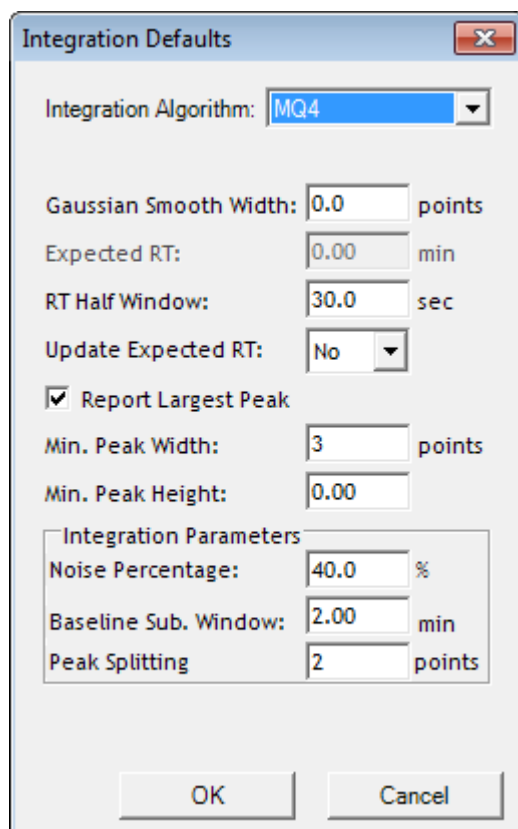 Integration Defaults
Integration Algorithm: MQ4
Gaussian Smooth Width: 0.0 points
Expected RT: 0.00 min
RT Half Window: 30.0 sec
Update Expected RT: No
Report Largest Peak
Min. Peak Width: 3 points
Min. Peak Height: 0.00
Integration Parameters
Noise Percentage: 40.0 %
Baseline Sub. Window: 2.00 min
Peak Splitting 2 points
OK Cancel